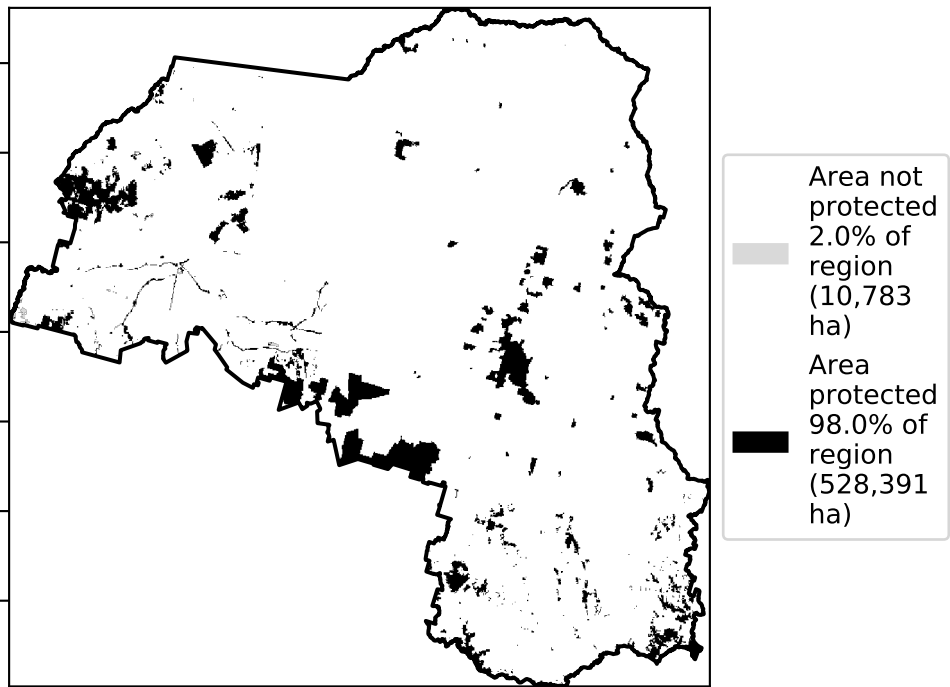 Area not
protected
2.0% of
region
(10,783
ha)
Area
protected
98.0% of
region
(528,391
ha)